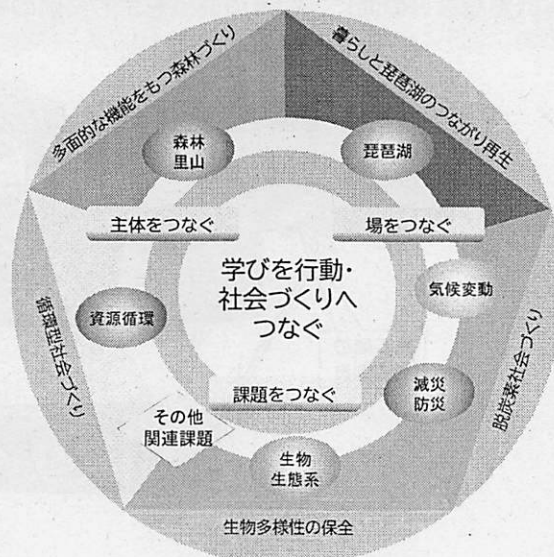 多面的な機能をもつ森林づくり
暮らしと琵琶湖のつながり再生
森林
里山
琵琶湖
主体をつなぐ
場をつなぐ
学びを行動・
社会づくりへ
つなぐ
気候変動
資源循環
循環型社会づくり
脱炭素社会づくり
減災
防災
課題をつなぐ
その他
関連課題
生物
生態系
生物多様性の保全